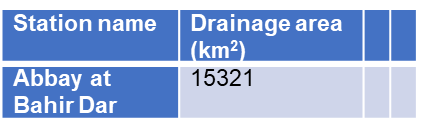 Station name Drainage area
(km²)
Abbay at 15321
Bahir Dar